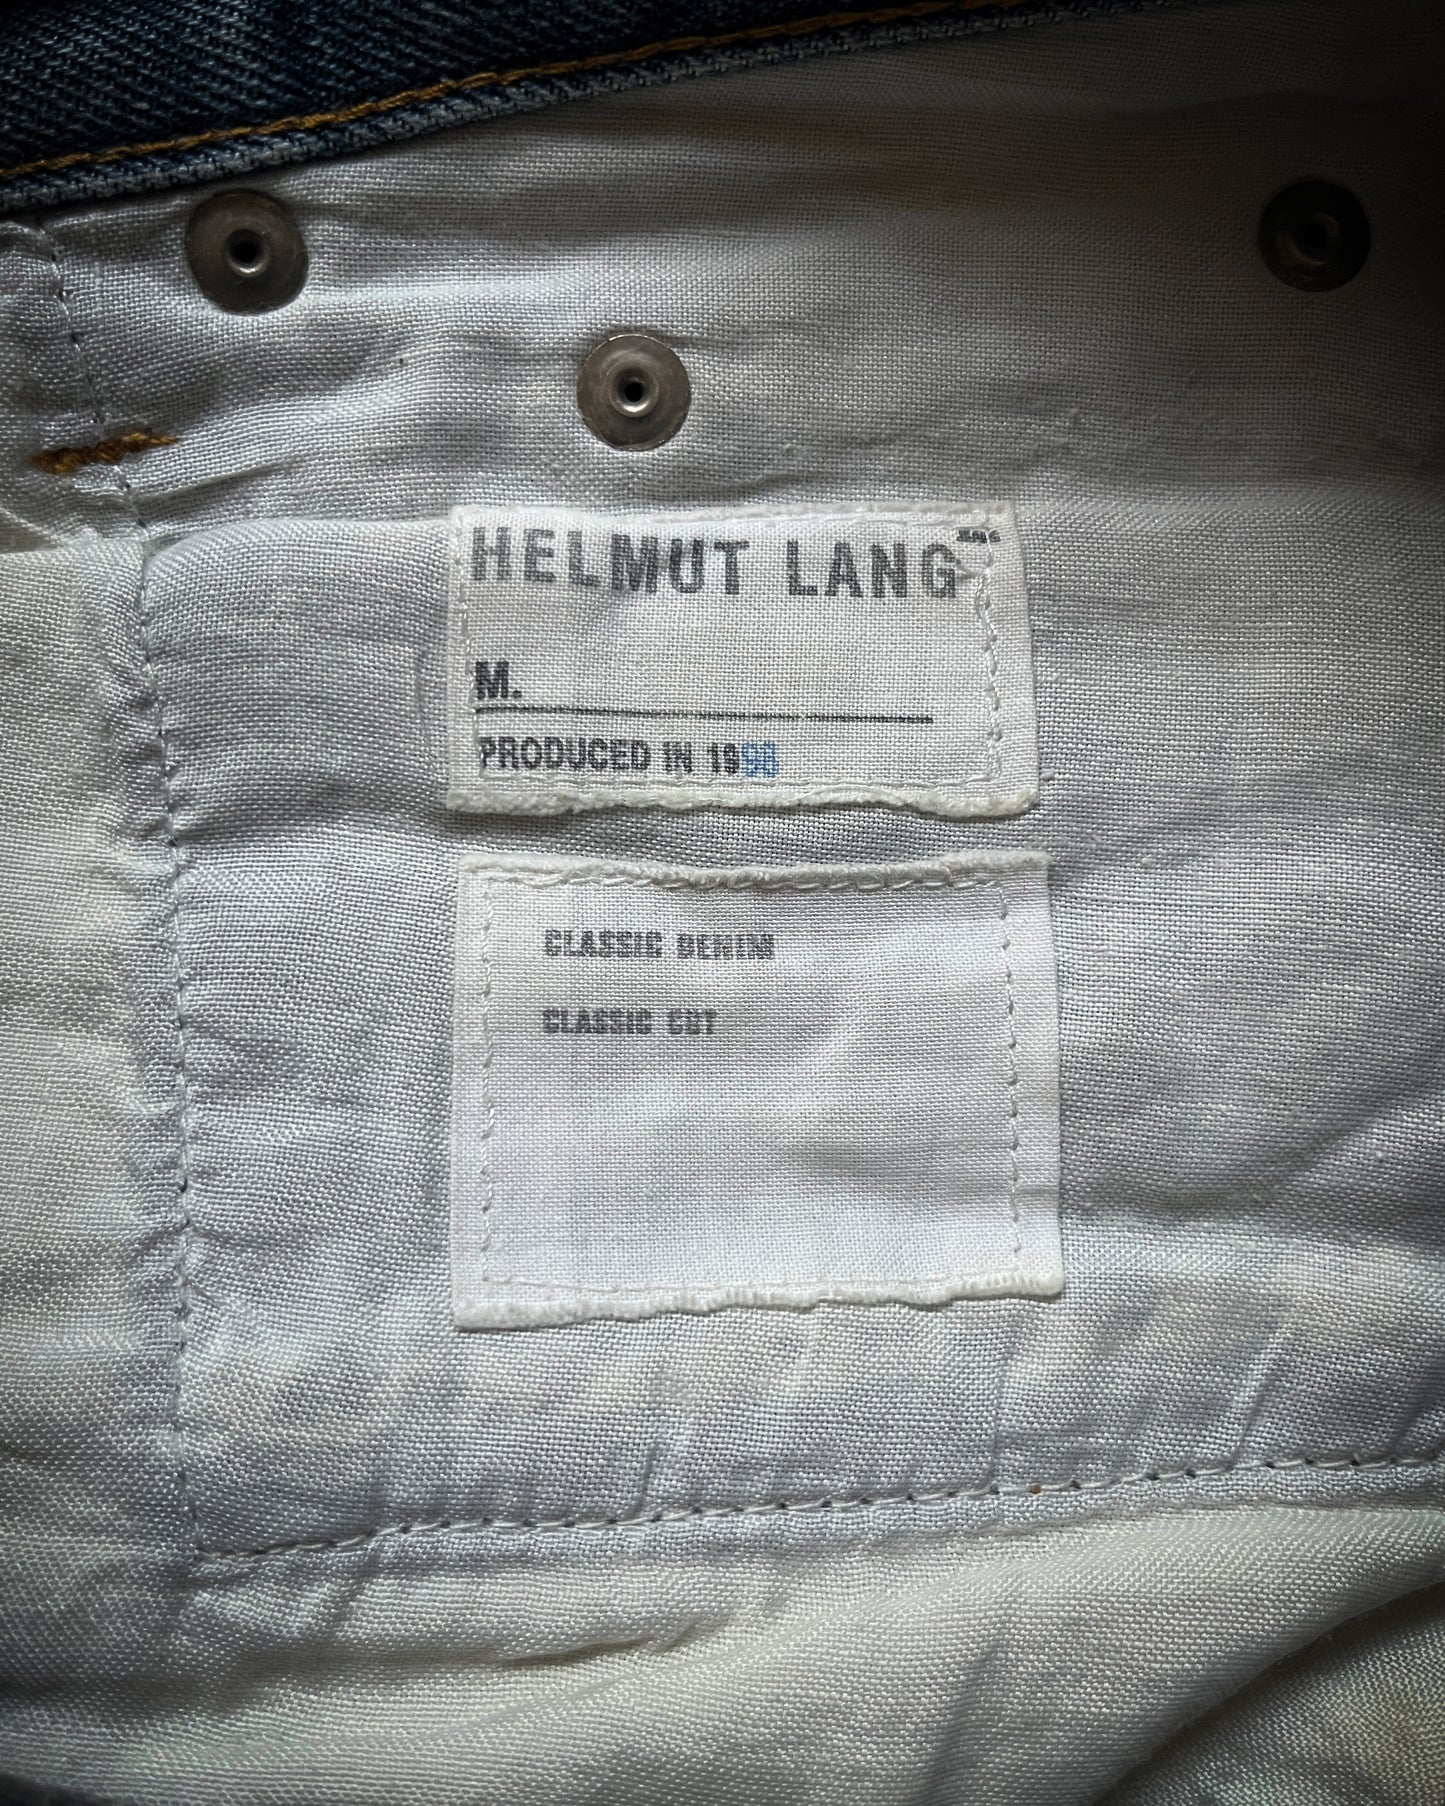 HELMUT LANG
M.
PRODUCED IN 1998
CLASSIC DENIM
CLASSIC CUT